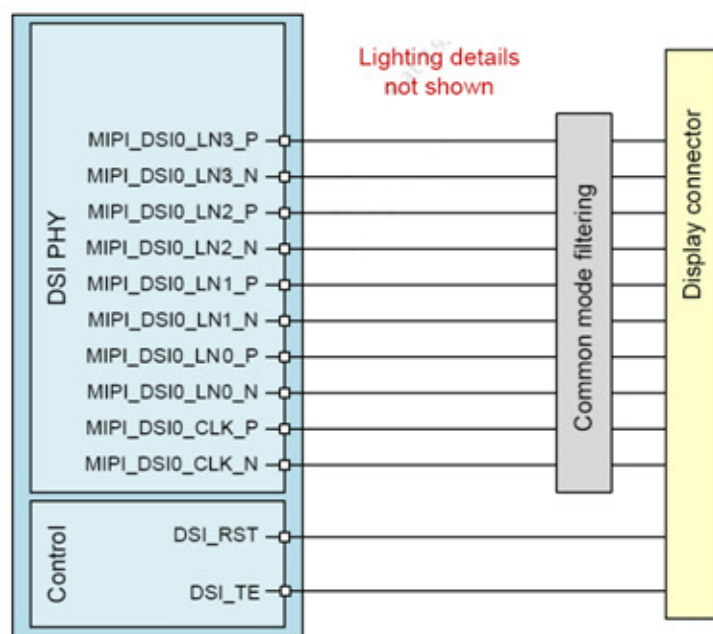 Lighting details
not shown
MIPI_DSI0_LN3_P
MIPI_DSI0_LN3_N
MIPI_DSI0_LN2_P
MIPI_DSI0_LN2_N
MIPI_DSI0_LN1_P
MIPI_DSI0_LN1_N
MIPI_DSI0_LN0_P
MIPI_DSI0_LN0_N
MIPI_DSI0_CLK_P
MIPI_DSI0_CLK_N
DSI PHY
Common mode filtering
Display connector
DSI_RST
DSI_TE
Control